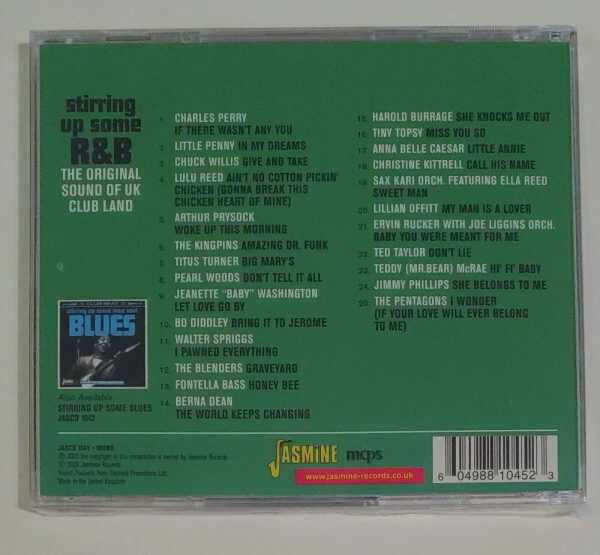 stirring
up some
R&B
THE ORIGINAL
SOUND OF UK
CLUB LAND
1. CHARLES PERRY
IF THERE WASN'T ANY YOU
2. LITTLE PENNY IN MY DREAMS
3. CHUCK WILLIS GIVE AND TAKE
4. LULU REED AIN'T NO COTTON PICKIN'
CHICKEN (GONNA BREAK THIS
CHICKEN HEART OF MINE)
5. ARTHUR PRYSOCK
WOKE UP THIS MORNING
6. THE KINGPINS AMAZING DR. FUNK
7. TITUS TURNER BIG MARY'S
8. PEARL WOODS DON'T TELL IT ALL
9. JEANETTE "BABY" WASHINGTON
LET LOVE GO BY
10. BO DIDDLEY BRING IT TO JEROME
11. WALTER SPRIGGS
I PAWNED EVERYTHING
12. THE BLENDERS GRAVEYARD
13. FONTELLA BASS HONEY BEE
14. BERNA DEAN
THE WORLD KEEPS CHANGING
15. HAROLD BURRAGE SHE KNOCKS ME OUT
16. TINY TOPSY MISS YOU SO
17. ANNA BELLE CAESAR LITTLE ANNIE
18. CHRISTINE KITTRELL CALL HIS NAME
19. SAX KARI ORCH. FEATURING ELLA REED
SWEET MAN
20. LILLIAN OFFITT MY MAN IS A LOVER
21. ERVIN RUCKER WITH JOE LIGGINS ORCH.
BABY YOU WERE MEANT FOR ME
22. TED TAYLOR DON'T LIE
23. TEDDY (MR.BEAR) McRAE HI' FI' BABY
24. JIMMY PHILLIPS SHE BELONGS TO ME
THE PENTAGONS I WONDER
(IF YOUR LOVE WILL EVER BELONG
TO ME)
BLUES
Also Available
STIRRING UP SOME BLUES
Jasmine Records
Made in the United Kingdom
JASMINE mcps
www.jasmine-records.co.uk
6 04988 10452 3